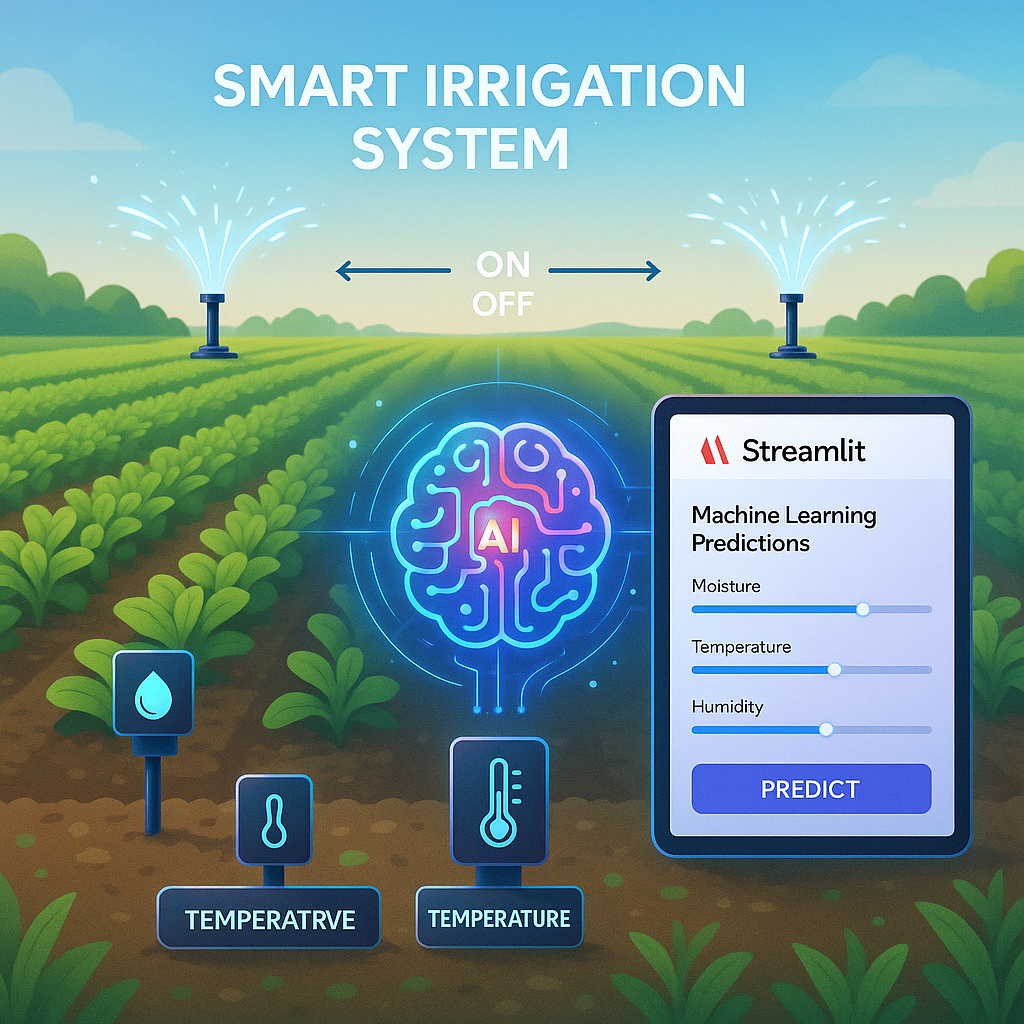 SMART IRRIGATION
SYSTEM
ON
OFF
AI
Streamlit
Machine Learning
Predictions
Moisture
Temperature
Humidity
PREDICT
TEMPERATRVE
TEMPERATURE